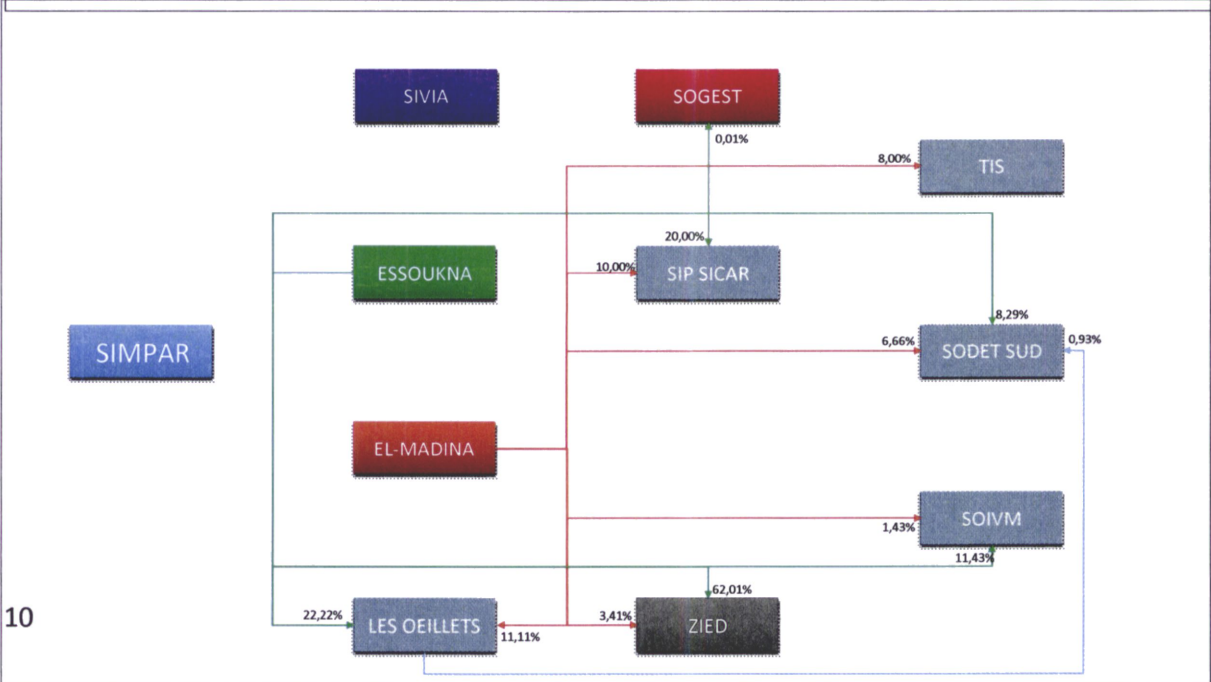 SIVIA
SOGEST
0,01%
8,00%
TIS
20,00%
ESSOUKNA
10,00%
SIP SICAR
8,29%
SIMPAR
6,66%
SODET SUD
0,93%
EL-MADINA
SOIVM
1,43%
11,43%
62,01%
10
22,22%
LES OEILLETS
11,11%
3,41%
ZIED